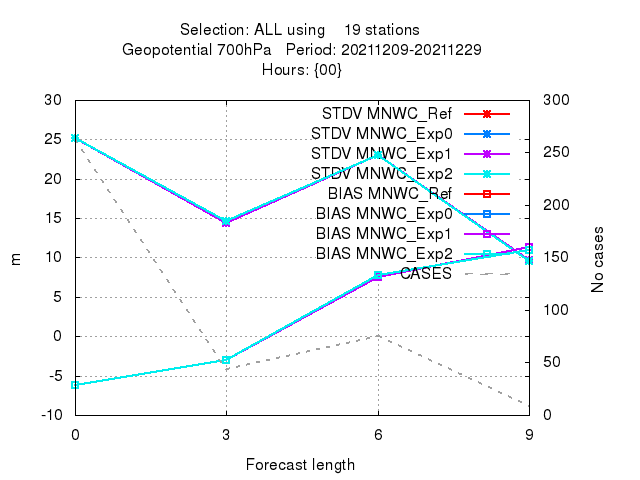 Selection: ALL using 19 stations
Geopotential 700hPa Period: 20211209-20211229
Hours: {00}
30 300
STDV MNWC_Ref
STDV MNWC_Exp0
25 250
STDV MNWC_Exp1
STDV MNWC_Exp2
20
BIAS MNWC_Ref
200
BIAS MNWC_Exp0
15
BIAS MNWC_Exp1
BIAS MNWC_Exp2
10 150
CASES
m
No cases
5
100
0
-5 50
-10 0
0 3 6 9
Forecast length